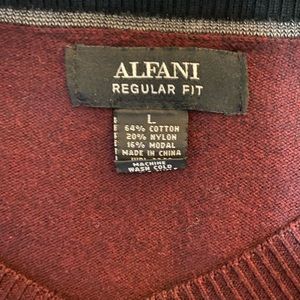 ALFANI
REGULAR FIT
L
64% COTTON
20% NYLON
16% MODAL
MADE IN CHINA
MACHINE
WASH COLD